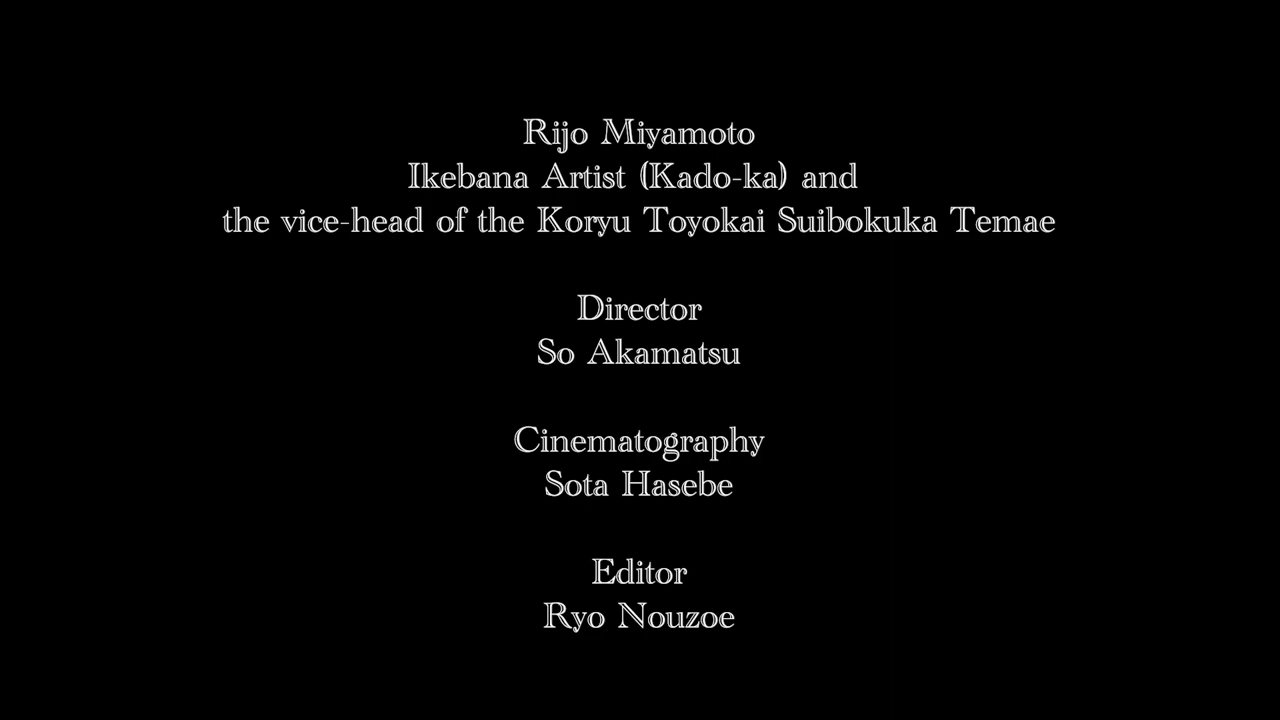 Rijo Miyamoto
Ikebana Artist (Kado-ka) and
the vice-head of the Koryu Toyokai Suibokuka Temae
Director
So Akamatsu
Cinematography
Sota Hasebe
Editor
Ryo Nouzoe